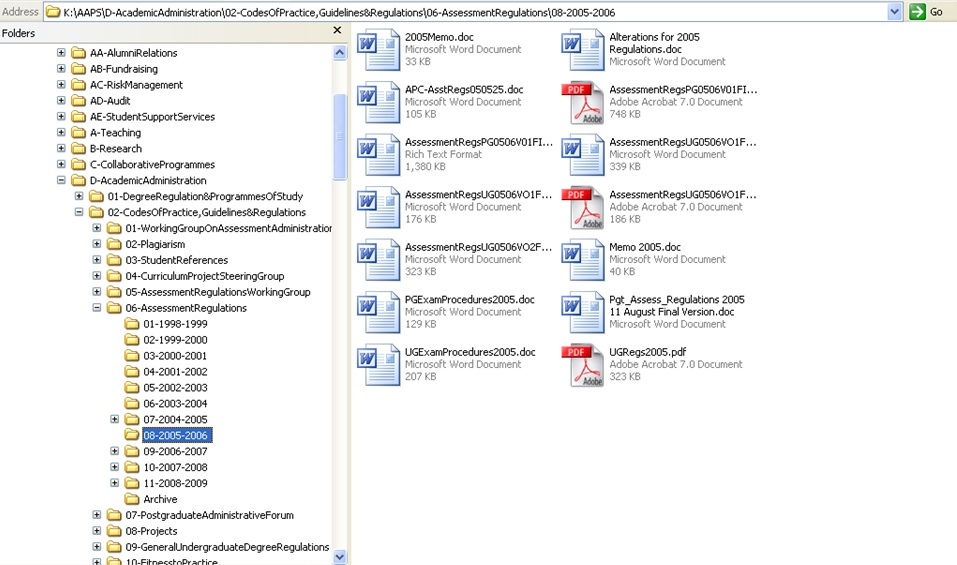 Address K:\AAPS\D-AcademicAdministration\02-CodesOfPractice,Guidelines&Regulations\06-AssessmentRegulations\08-2005-2006 Go
Folders
AA-AlumniRelations
AB-Fundraising
AC-RiskManagement
AD-Audit
AE-StudentSupportServices
A-Teaching
B-Research
C-CollaborativeProgrammes
D-AcademicAdministration
01-DegreeRegulation&ProgrammesOfStudy
02-CodesOfPractice,Guidelines&Regulations
01-WorkingGroupOnAssessmentAdministration
02-Plagiarism
03-StudentReferences
04-CurriculumProjectSteeringGroup
05-AssessmentRegulationsWorkingGroup
06-AssessmentRegulations
01-1998-1999
02-1999-2000
03-2000-2001
04-2001-2002
05-2002-2003
06-2003-2004
07-2004-2005
08-2005-2006
09-2006-2007
10-2007-2008
11-2008-2009
Archive
07-PostgraduateAdministrativeForum
08-Projects
09-GeneralUndergraduateDegreeRegulations
10-FitnesstoPractice
2005Memo.doc
Microsoft Word Document
33 KB
Alterations for 2005
Regulations.doc
Microsoft Word Document
APC-AsstRegs050525.doc
Microsoft Word Document
105 KB
PDF
Adobe
AssessmentRegsPG0506V01FI...
Adobe Acrobat 7.0 Document
748 KB
AssessmentRegsPG0506V01FI...
Rich Text Format
1,380 KB
AssessmentRegsUG0506VO1F...
Microsoft Word Document
339 KB
AssessmentRegsUG0506VO1F...
Microsoft Word Document
176 KB
PDF
Adobe
AssessmentRegsUG0506VO1F...
Adobe Acrobat 7.0 Document
186 KB
AssessmentRegsUG0506VO2F...
Microsoft Word Document
323 KB
Memo 2005.doc
Microsoft Word Document
40 KB
PGExamProcedures2005.doc
Microsoft Word Document
129 KB
Pgt_Assess_Regulations 2005
11 August Final Version.doc
Microsoft Word Document
UGExamProcedures2005.doc
Microsoft Word Document
207 KB
PDF
Adobe
UGRegs2005.pdf
Adobe Acrobat 7.0 Document
323 KB